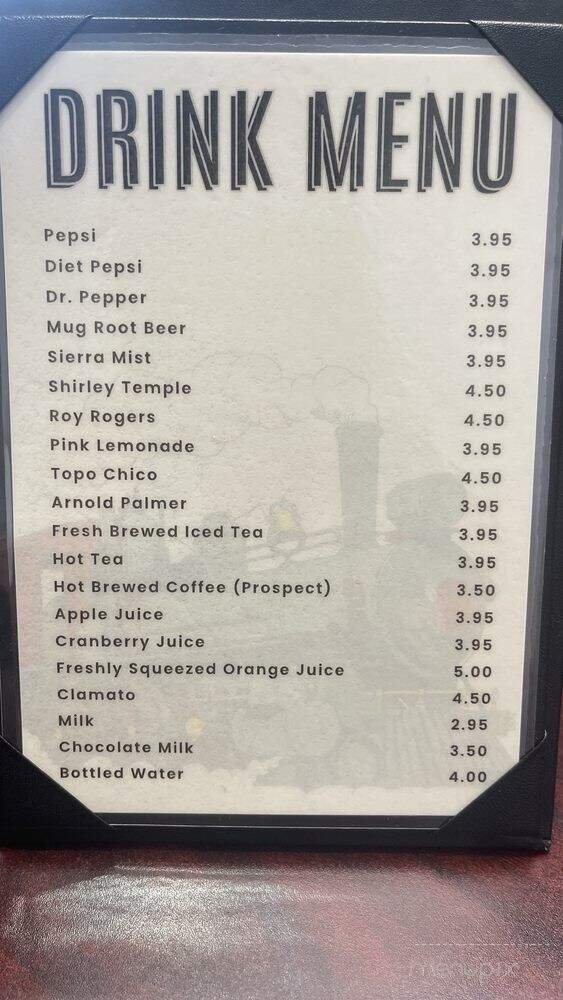 DRINK MENU
Pepsi 3.95
Diet Pepsi 3.95
Dr. Pepper 3.95
Mug Root Beer 3.95
Sierra Mist 3.95
Shirley Temple 4.50
Roy Rogers 4.50
Pink Lemonade 3.95
Topo Chico 4.50
Arnold Palmer 3.95
Fresh Brewed Iced Tea 3.95
Hot Tea 3.95
Hot Brewed Coffee (Prospect) 3.50
Apple Juice 3.95
Cranberry Juice 3.95
Freshly Squeezed Orange Juice 5.00
Clamato 4.50
Milk 2.95
Chocolate Milk 3.50
Bottled Water 4.00
menupix